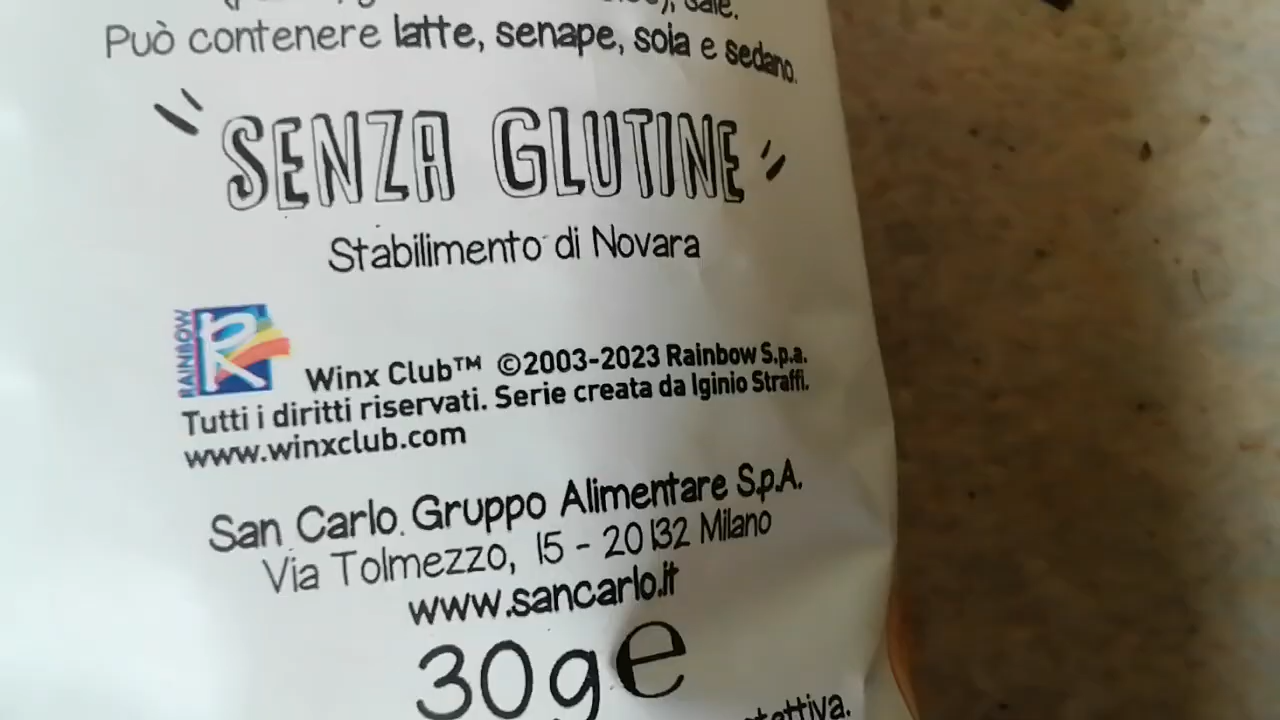 sale.
Può contenere latte, senape, soia e sedano.
SENZA GLUTINE
Stabilimento di Novara
RAINBOW
R
Winx Club™ ©2003-2023 Rainbow S.p.a.
Tutti i diritti riservati. Serie creata da Iginio Straffi.
www.winxclub.com
San Carlo Gruppo Alimentare S.p.A.
Via Tolmezzo, 15 - 20132 Milano
www.sancarlo.it
30g e